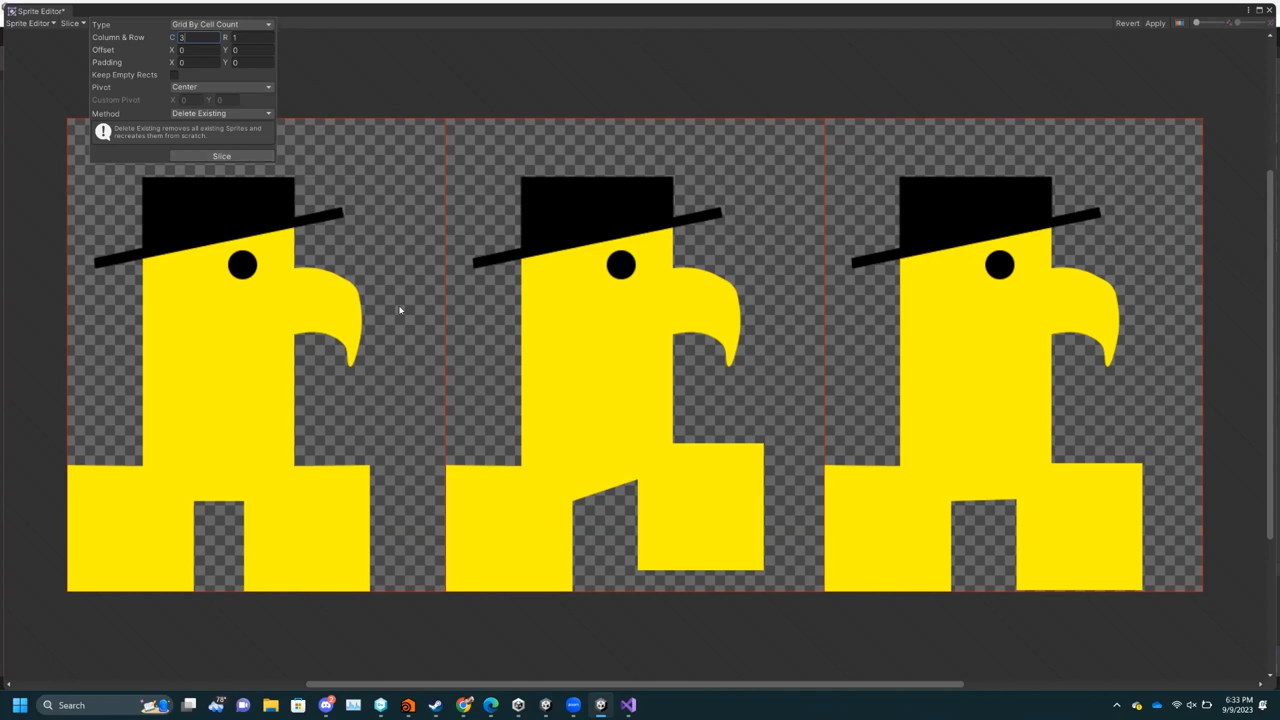 Sprite Editor*
Sprite Editor Slice Revert Apply
Type Grid By Cell Count
Column & Row C 3 R 1
Offset X 0 Y 0
Padding X 0 Y 0
Keep Empty Rects
Pivot Center
Custom Pivot X 0 Y 0
Method Delete Existing
Delete Existing removes all existing Sprites and
recreates them from scratch.
Slice
Search
78°
2
6:33 PM
9/9/2023